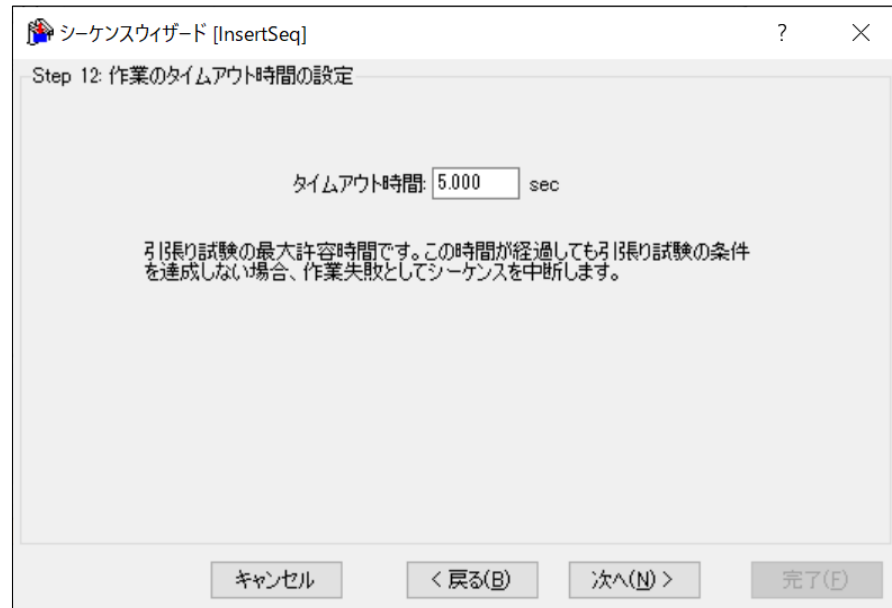 シーケンスウィザード [InsertSeq]
Step 12: 作業のタイムアウト時間の設定
タイムアウト時間: 5.000 sec
引張り試験の最大許容時間です。この時間が経過しても引張り試験の条件
を達成しない場合、作業失敗としてシーケンスを中断します。
キャンセル < 戻る(B) 次へ(N) > 完了(F)